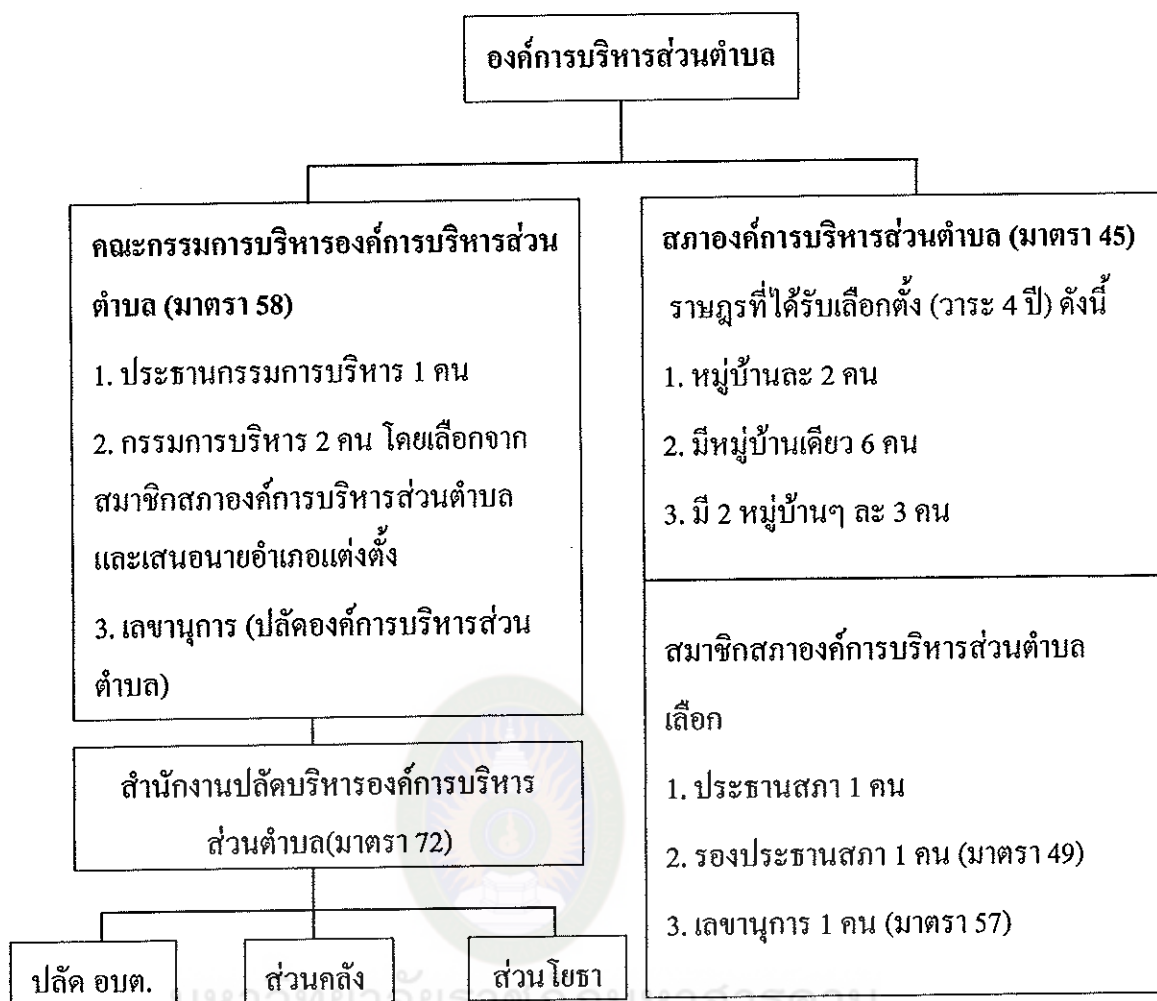 องค์การบริหารส่วนตำบล
คณะกรรมการบริหารองค์การบริหารส่วน
ตำบล (มาตรา 58)
1. ประธานกรรมการบริหาร 1 คน
2. กรรมการบริหาร 2 คน โดยเลือกจาก
สมาชิกสภาองค์การบริหารส่วนตำบล
และเสนอนายอำเภอแต่งตั้ง
3. เลขานุการ (ปลัดองค์การบริหารส่วน
ตำบล)
สำนักงานปลัดบริหารองค์การบริหาร
ส่วนตำบล(มาตรา 72)
ปลัด อบต.
ส่วนคลัง
ส่วนโยธา
สภาองค์การบริหารส่วนตำบล (มาตรา 45)
ราษฎรที่ได้รับเลือกตั้ง (วาระ 4 ปี) ดังนี้
1. หมู่บ้านละ 2 คน
2. มีหมู่บ้านเดียว 6 คน
3. มี 2 หมู่บ้านๆ ละ 3 คน
สมาชิกสภาองค์การบริหารส่วนตำบล
เลือก
1. ประธานสภา 1 คน
2. รองประธานสภา 1 คน (มาตรา 49)
3. เลขานุการ 1 คน (มาตรา 57)